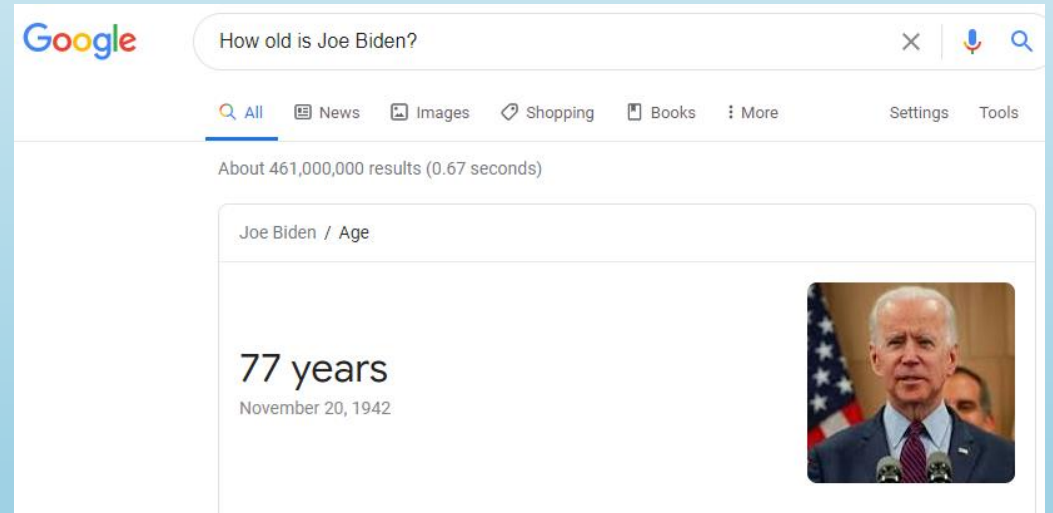 Google How old is Joe Biden?
All News Images Shopping Books More Settings Tools
About 461,000,000 results (0.67 seconds)
Joe Biden / Age
77 years
November 20, 1942